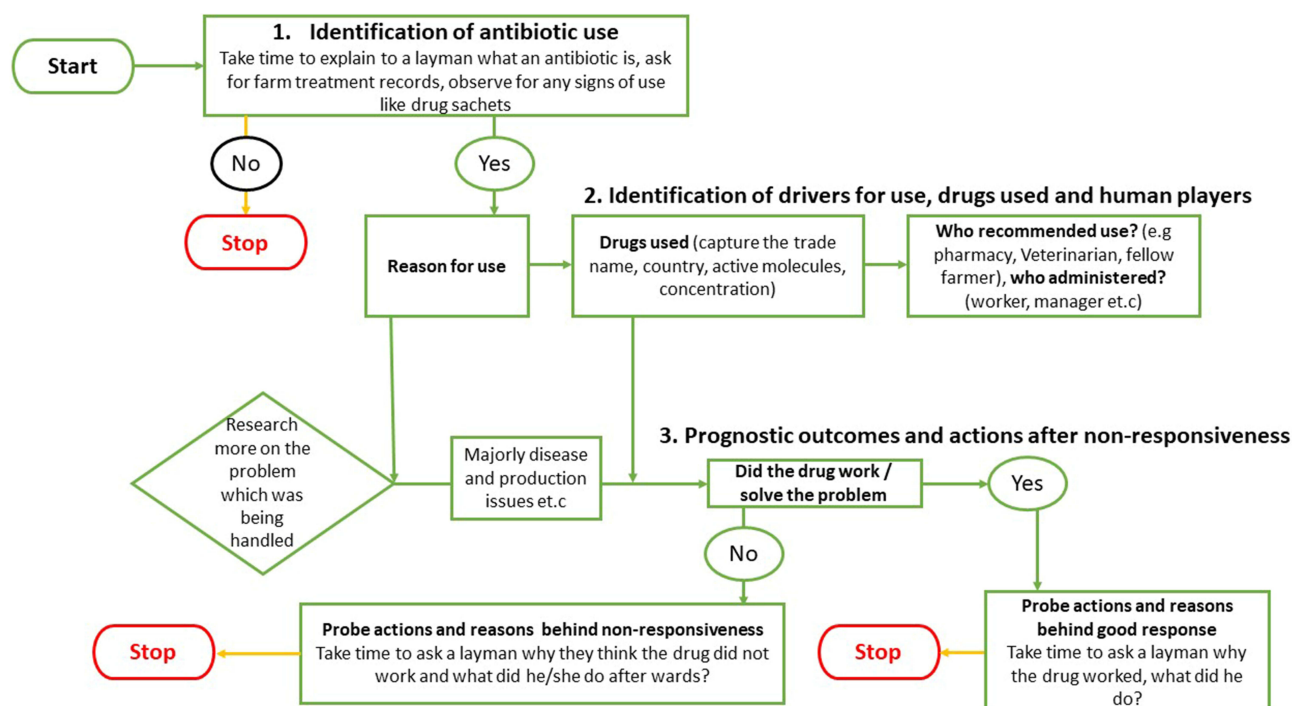 1. Identification of antibiotic use
Take time to explain to a layman what an antibiotic is, ask
for farm treatment records, observe for any signs of use
like drug sachets
Start
No
Yes
Stop
2. Identification of drivers for use, drugs used and human players
Reason for use
Drugs used (capture the trade
name, country, active molecules,
concentration)
Who recommended use? (e.g
pharmacy, Veterinarian, fellow
farmer), who administered?
(worker, manager et.c)
Research
more on the
problem
which was
being
handled
Majorly disease
and production
issues et.c
3. Prognostic outcomes and actions after non-responsiveness
Did the drug work /
solve the problem
Yes
No
Probe actions and reasons behind non-responsiveness
Take time to ask a layman why they think the drug did not
work and what did he/she do after wards?
Stop
Probe actions and reasons
behind good response
Take time to ask a layman why
the drug worked, what did he
do?
Stop